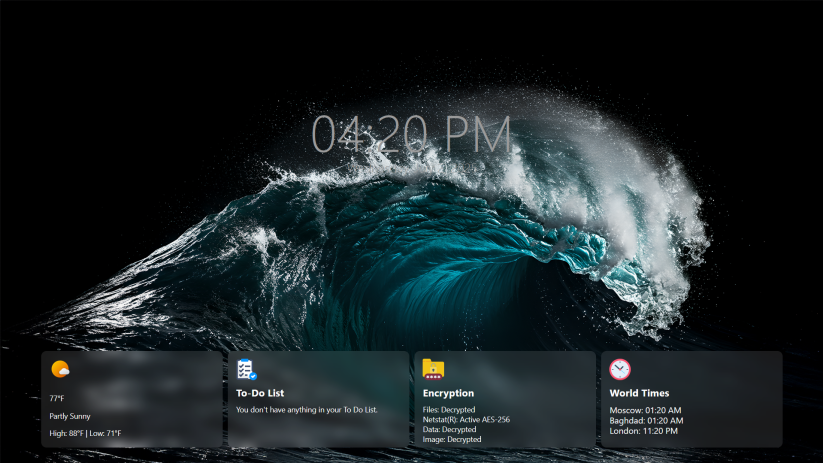 04:20 PM
77°F
Partly Sunny
High: 88°F | Low: 71°F
To-Do List
You don't have anything in your To Do List.
Encryption
Files: Decrypted
Netstat(R): Active AES-256
Data: Decrypted
Image: Decrypted
World Times
Moscow: 01:20 AM
Baghdad: 01:20 AM
London: 11:20 PM